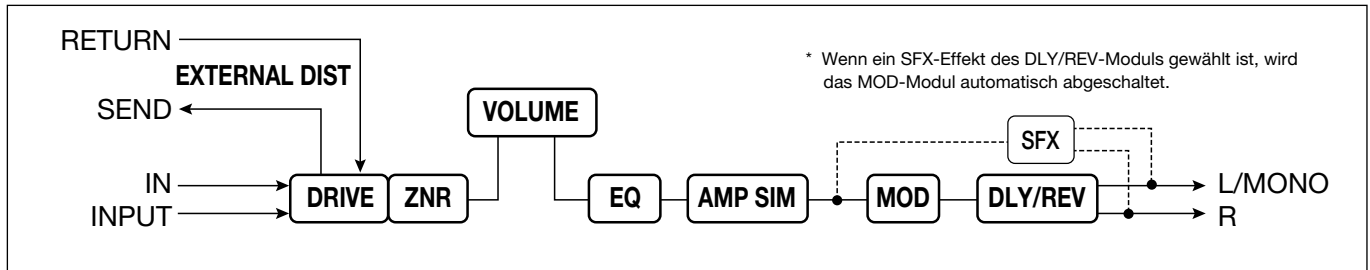 RETURN
EXTERNAL DIST
SEND
IN
INPUT
DRIVE
ZNR
VOLUME
EQ
AMP SIM
MOD
DLY/REV
SFX
L/MONO
R
* Wenn ein SFX-Effekt des DLY/REV-Moduls gewählt ist, wird
das MOD-Modul automatisch abgeschaltet.